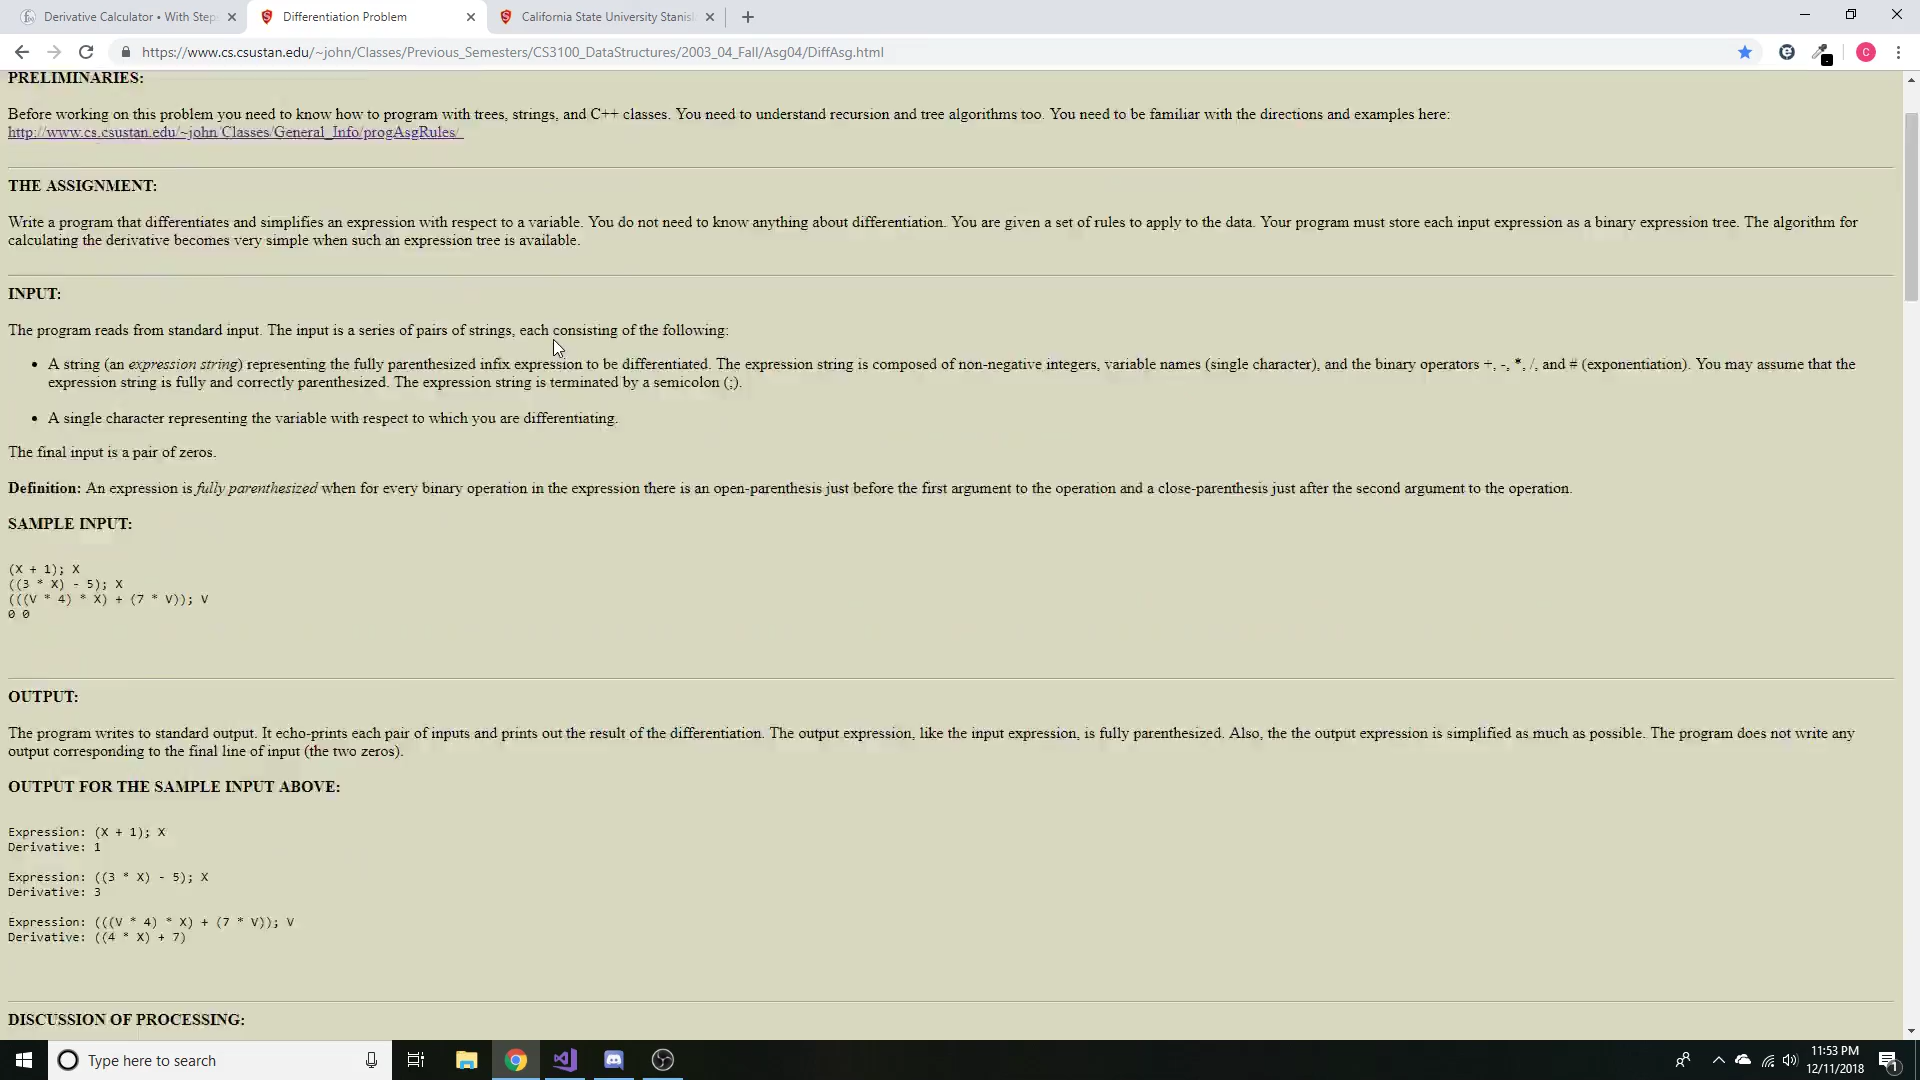 Derivative Calculator • With Step
Differentiation Problem
California State University Stanis
https://www.cs.csustan.edu/~john/Classes/Previous_Semesters/CS3100_DataStructures/2003_04_Fall/Asg04/DiffAsg.html
C
PRELIMINARIES:
Before working on this problem you need to know how to program with trees, strings, and C++ classes. You need to understand recursion and tree algorithms too. You need to be familiar with the directions and examples here:
http://www.cs.csustan.edu/~john/Classes/General_Info/progAsgRules/
THE ASSIGNMENT:
Write a program that differentiates and simplifies an expression with respect to a variable. You do not need to know anything about differentiation. You are given a set of rules to apply to the data. Your program must store each input expression as a binary expression tree. The algorithm for
calculating the derivative becomes very simple when such an expression tree is available.
INPUT:
The program reads from standard input. The input is a series of pairs of strings, each consisting of the following:
• A string (an expression string) representing the fully parenthesized infix expression to be differentiated. The expression string is composed of non-negative integers, variable names (single character), and the binary operators +, -, *, /, and # (exponentiation). You may assume that the
expression string is fully and correctly parenthesized. The expression string is terminated by a semicolon (;).
• A single character representing the variable with respect to which you are differentiating.
The final input is a pair of zeros.
Definition: An expression is fully parenthesized when for every binary operation in the expression there is an open-parenthesis just before the first argument to the operation and a close-parenthesis just after the second argument to the operation.
SAMPLE INPUT:
(X + 1); X
((3 * X) - 5); X
(((V * 4) * X) + (7 * V)); V
0 0
OUTPUT:
The program writes to standard output. It echo-prints each pair of inputs and prints out the result of the differentiation. The output expression, like the input expression, is fully parenthesized. Also, the the output expression is simplified as much as possible. The program does not write any
output corresponding to the final line of input (the two zeros).
OUTPUT FOR THE SAMPLE INPUT ABOVE:
Expression: (X + 1); X
Derivative: 1
Expression: ((3 * X) - 5); X
Derivative: 3
Expression: (((V * 4) * X) + (7 * V)); V
Derivative: ((4 * X) + 7)
DISCUSSION OF PROCESSING:
Type here to search
11:53 PM
12/11/2018
1